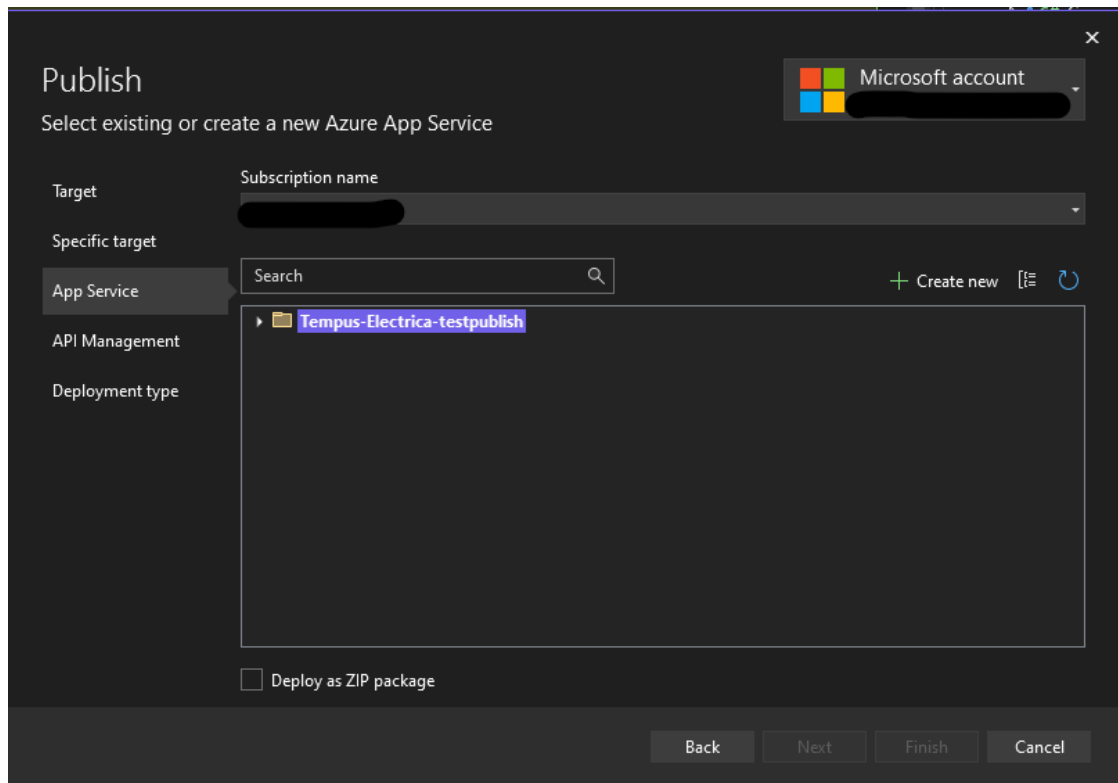 Publish
Microsoft account
Select existing or create a new Azure App Service
Target
Specific target
App Service
API Management
Deployment type
Subscription name
Search
Create new
Tempus-Electrica-testpublish
Deploy as ZIP package
Back
Next
Finish
Cancel